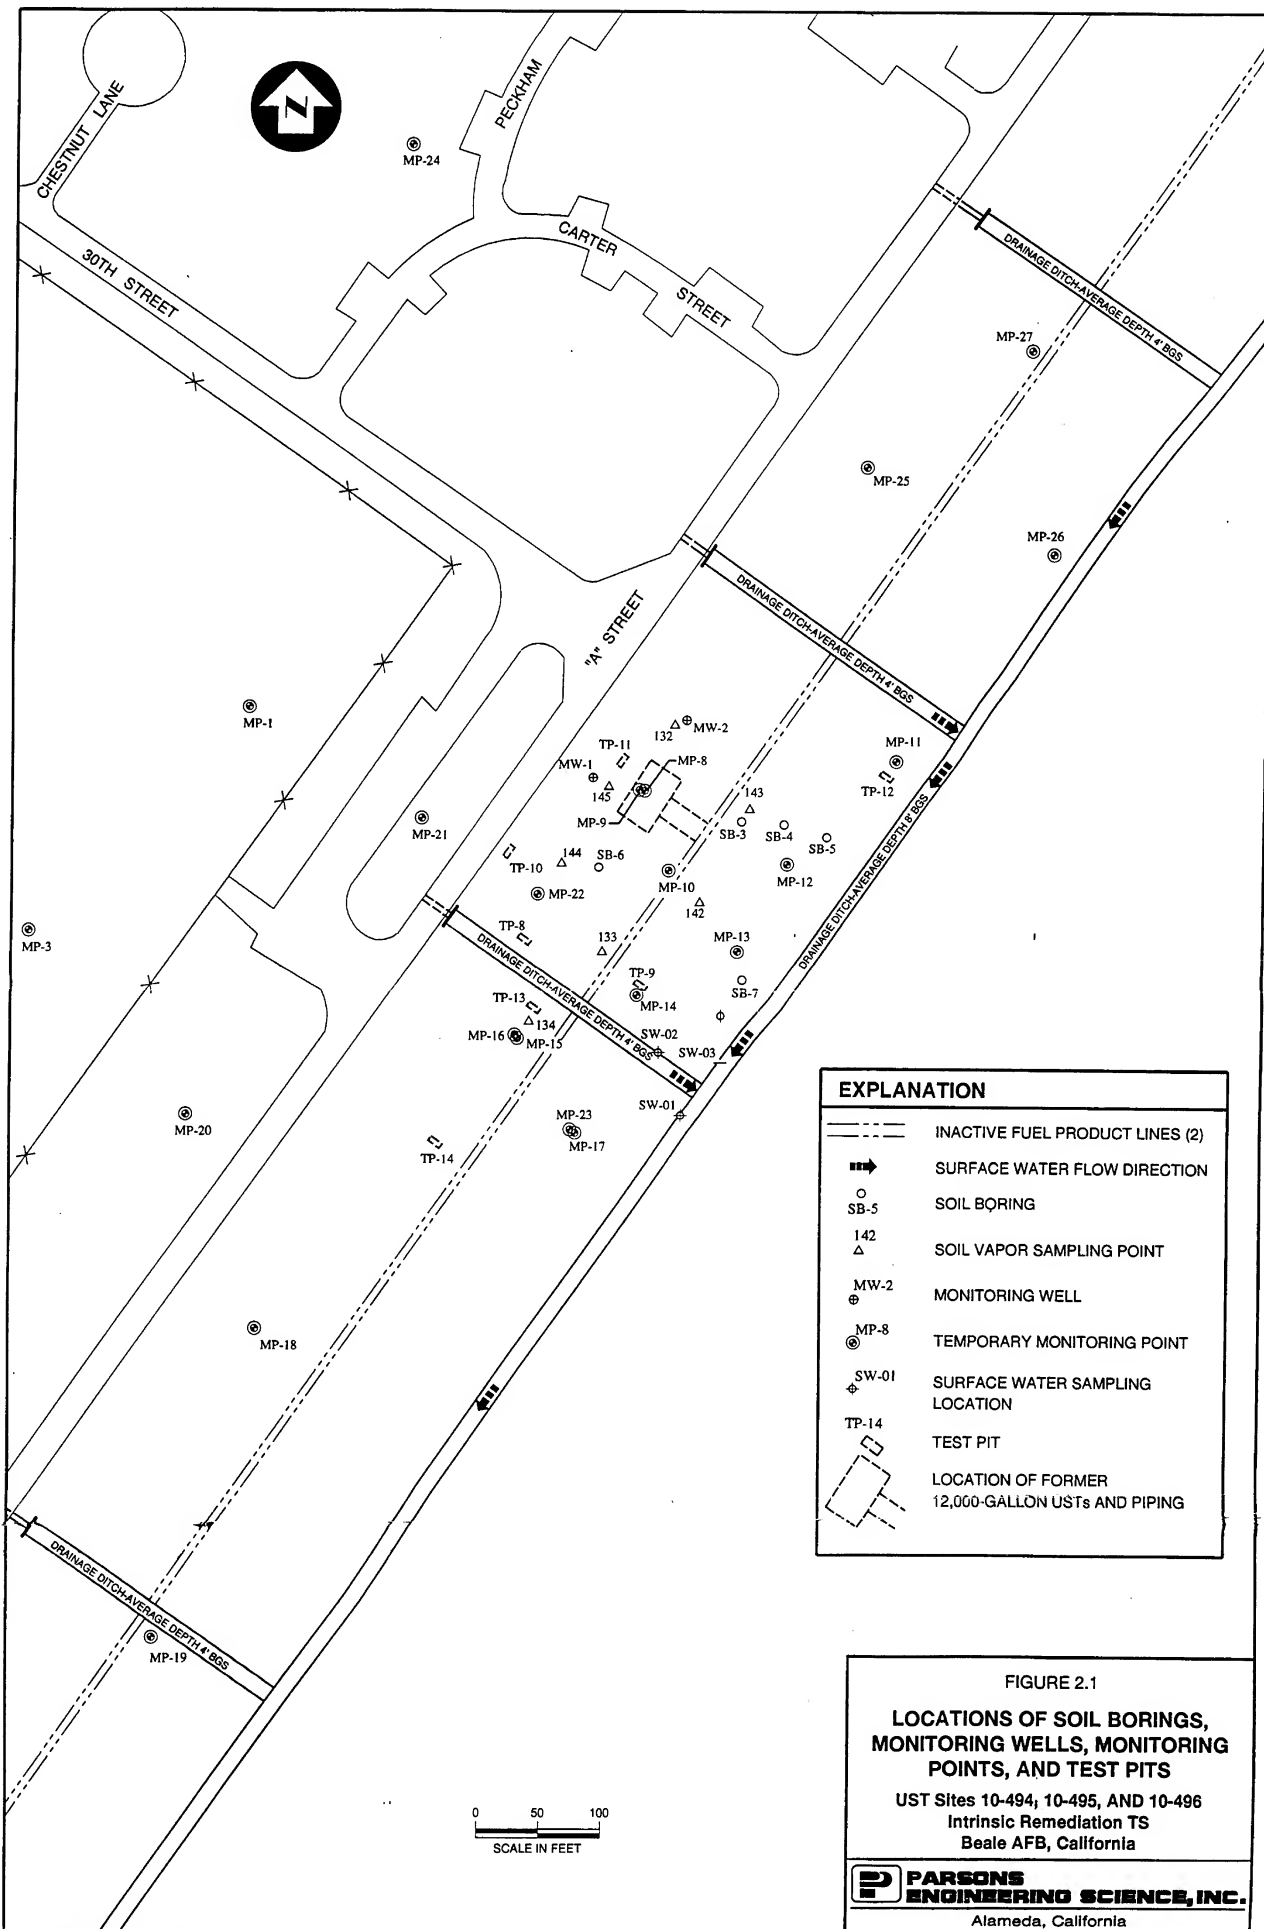 CHESTNUT LANE
N
PECKHAM
MP-24
CARTER
STREET
30TH STREET
DRAINAGE DITCH-AVERAGE DEPTH 4' BGS
MP-27
MP-25
MP-26
"A" STREET
DRAINAGE DITCH-AVERAGE DEPTH 4' BGS
MP-1
132
MW-2
TP-11
MP-8
MW-1
145
MP-9
MP-11
TP-12
143
SB-3
SB-4
SB-5
MP-21
144
SB-6
TP-10
MP-22
MP-10
MP-12
142
DRAINAGE DITCH-AVERAGE DEPTH 8' BGS
MP-3
TP-8
133
MP-13
DRAINAGE DITCH-AVERAGE DEPTH 4' BGS
TP-9
SB-7
MP-14
TP-13
134
MP-16
MP-15
SW-02
SW-03
SW-01
MP-20
MP-23
MP-17
TP-14
MP-18
EXPLANATION
INACTIVE FUEL PRODUCT LINES (2)
SURFACE WATER FLOW DIRECTION
SB-5
SOIL BORING
142
SOIL VAPOR SAMPLING POINT
MW-2
MONITORING WELL
MP-8
TEMPORARY MONITORING POINT
SW-01
SURFACE WATER SAMPLING
LOCATION
TP-14
TEST PIT
LOCATION OF FORMER
12,000-GALLON USTs AND PIPING
DRAINAGE DITCH-AVERAGE DEPTH 4' BGS
MP-19
0 50 100
SCALE IN FEET
FIGURE 2.1
LOCATIONS OF SOIL BORINGS,
MONITORING WELLS, MONITORING
POINTS, AND TEST PITS
UST Sites 10-494, 10-495, AND 10-496
Intrinsic Remediation TS
Beale AFB, California
PARSONS
ENGINEERING SCIENCE, INC.
Alameda, California